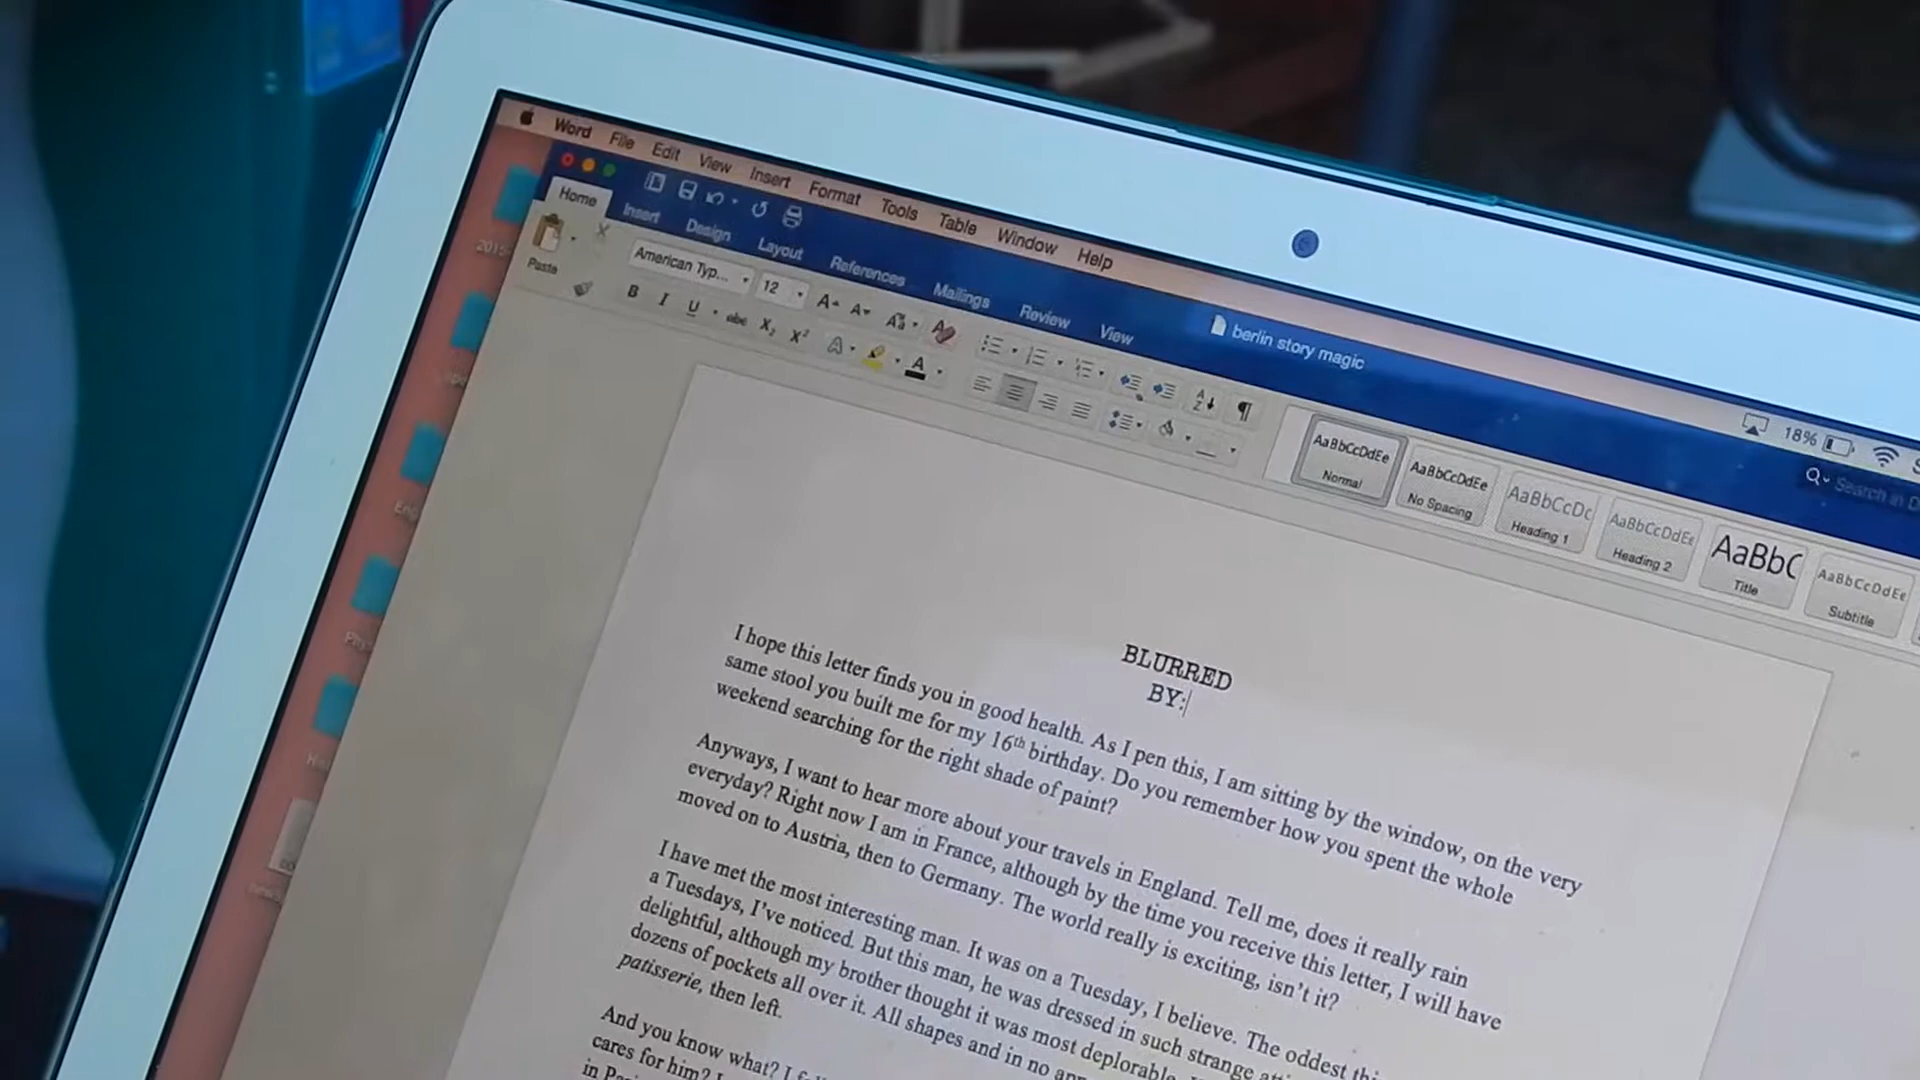 Word File Edit View Insert Format Tools Table Window Help
18%
berlin story magic
Search in D
Home Insert Design Layout References Mailings Review View
Paste
American Typ... 12
B I U abc X₂ X²
AaBbCcDdEe AaBbCcDdEe AaBbCcDc AaBbCcDdEe AaBbC AaBbCcDdEe
Normal No Spacing Heading 1 Heading 2 Title Subtitle
BLURRED
BY:
I hope this letter finds you in good health. As I pen this, I am sitting by the window, on the very
same stool you built me for my 16th birthday. Do you remember how you spent the whole
weekend searching for the right shade of paint?
Anyways, I want to hear more about your travels in England. Tell me, does it really rain
everyday? Right now I am in France, although by the time you receive this letter, I will have
moved on to Austria, then to Germany. The world really is exciting, isn't it?
I have met the most interesting man. It was on a Tuesday, I believe. The oddest
a Tuesdays, I've noticed. But this man, he was dressed in such strange
delightful, although my brother thought it was most deplorable.
dozens of pockets all over it. All shapes and in no
patisserie, then left.
And you know what? I
cares for him?
in